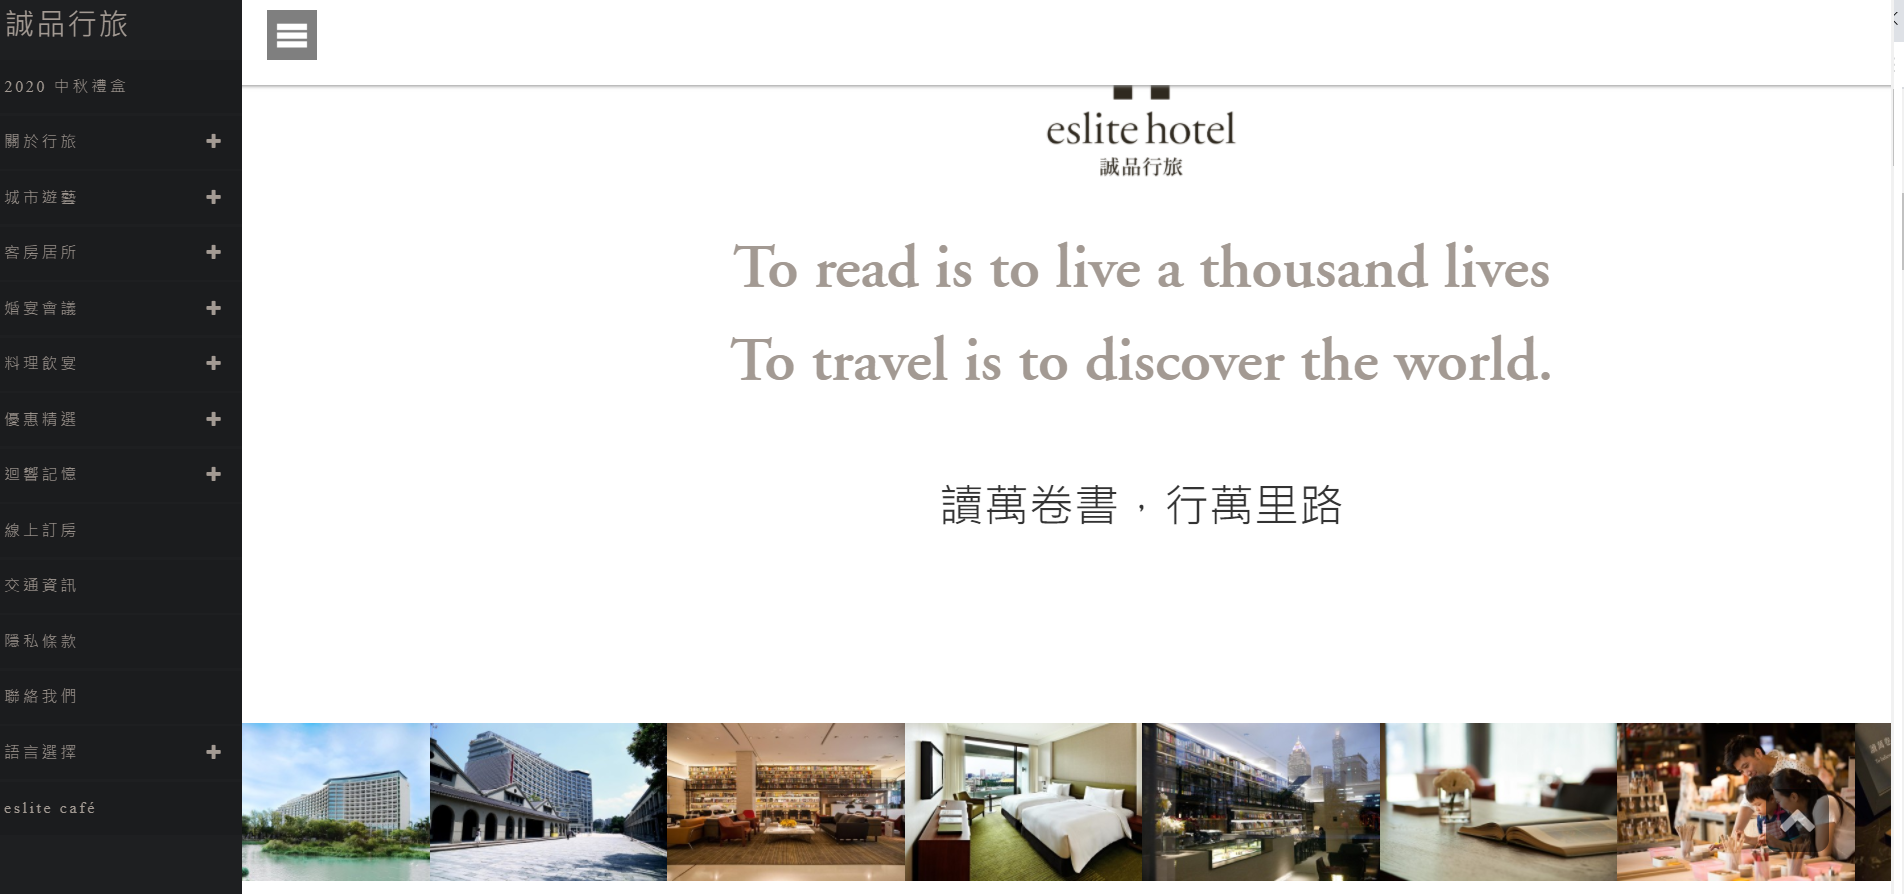 誠品行旅
2020 中秋禮盒
關於行旅
城市遊藝
客房居所
婚宴會議
料理飲宴
優惠精選
迴響記憶
線上訂房
交通資訊
隱私條款
聯絡我們
語言選擇
eslite café
eslite hotel
誠品行旅
To read is to live a thousand lives
To travel is to discover the world.
讀萬卷書，行萬里路